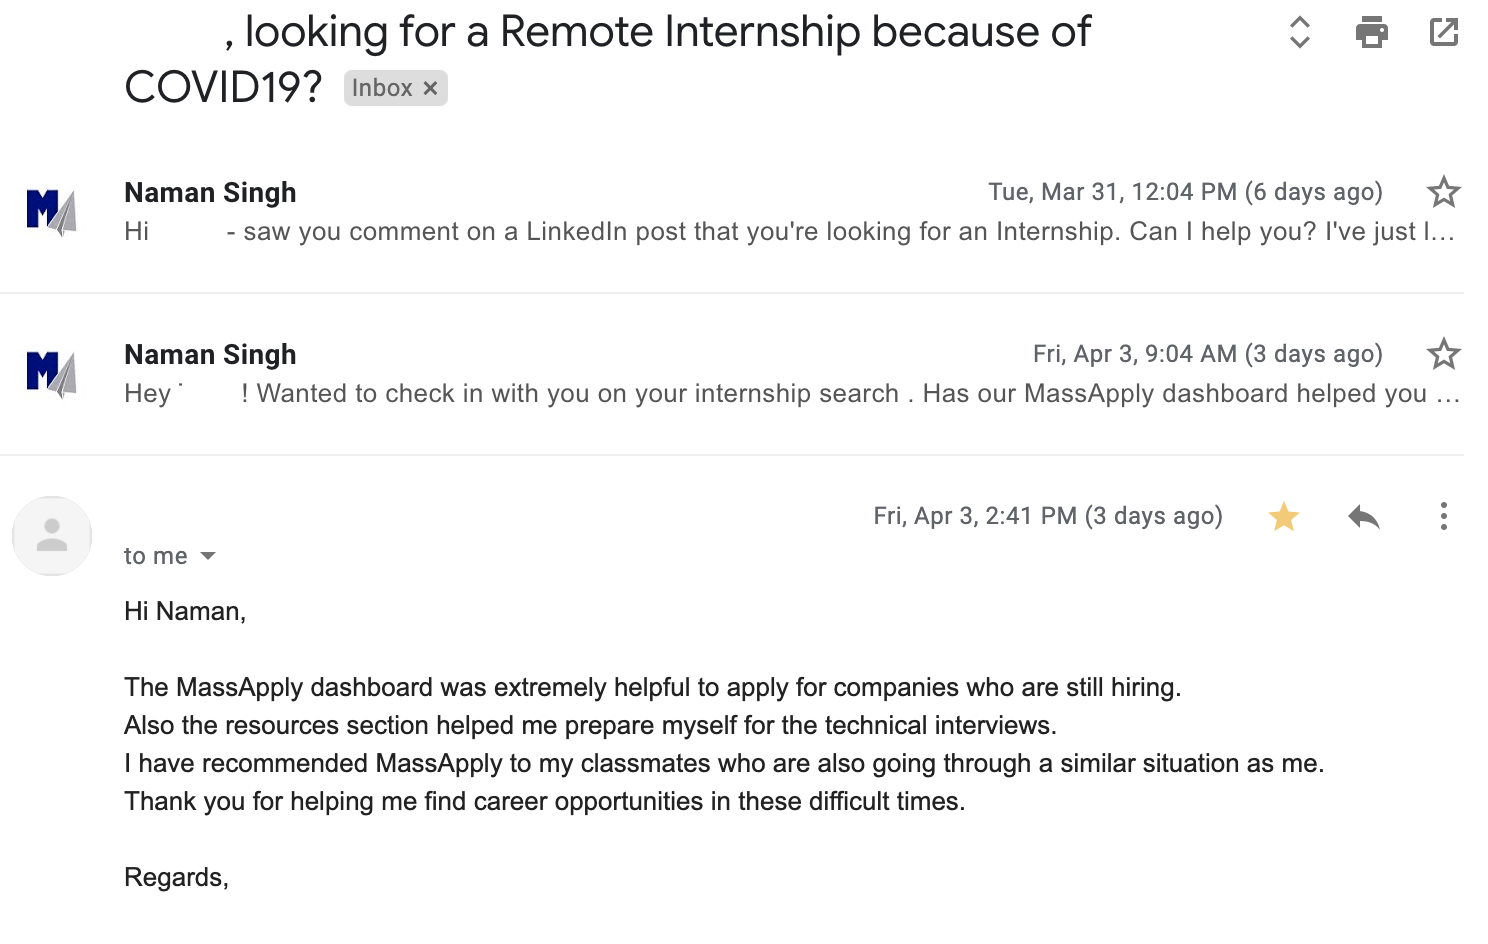 , looking for a Remote Internship because of
COVID19? Inbox ×
Naman Singh Tue, Mar 31, 12:04 PM (6 days ago)
Hi - saw you comment on a LinkedIn post that you're looking for an Internship. Can I help you? I've just l...
Naman Singh Fri, Apr 3, 9:04 AM (3 days ago)
Hey ! Wanted to check in with you on your internship search . Has our MassApply dashboard helped you ...
Fri, Apr 3, 2:41 PM (3 days ago)
to me
Hi Naman,
The MassApply dashboard was extremely helpful to apply for companies who are still hiring.
Also the resources section helped me prepare myself for the technical interviews.
I have recommended MassApply to my classmates who are also going through a similar situation as me.
Thank you for helping me find career opportunities in these difficult times.
Regards,